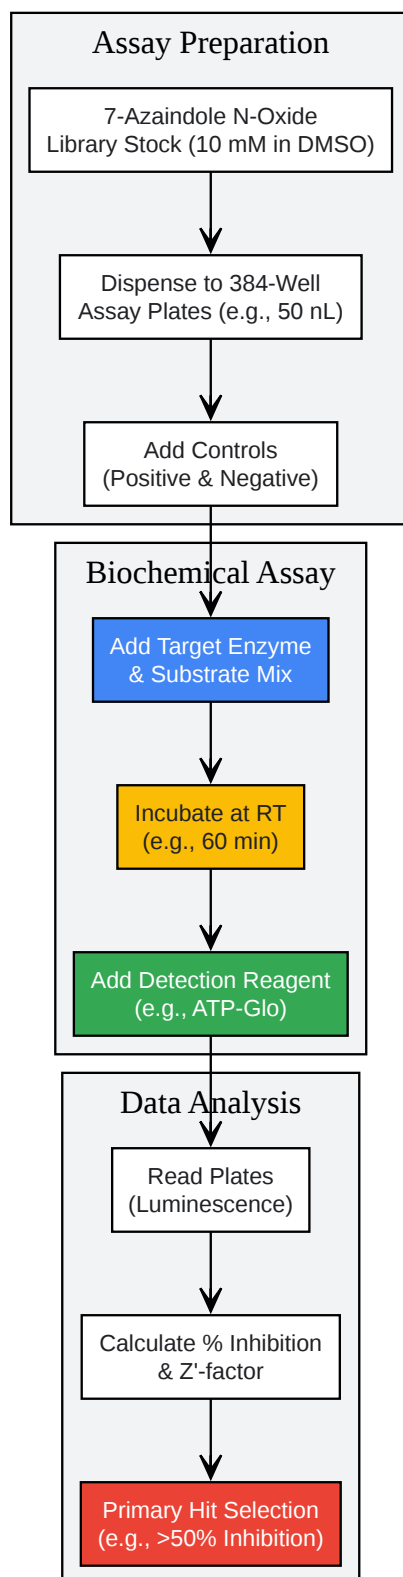 Assay Preparation
7-Azaindole N-Oxide
Library Stock (10 mM in DMSO)
Dispense to 384-Well
Assay Plates (e.g., 50 nL)
Add Controls
(Positive & Negative)
Biochemical Assay
Add Target Enzyme
& Substrate Mix
Incubate at RT
(e.g., 60 min)
Add Detection Reagent
(e.g., ATP-Glo)
Data Analysis
Read Plates
(Luminescence)
Calculate % Inhibition
& Z'-factor
Primary Hit Selection
(e.g., >50% Inhibition)